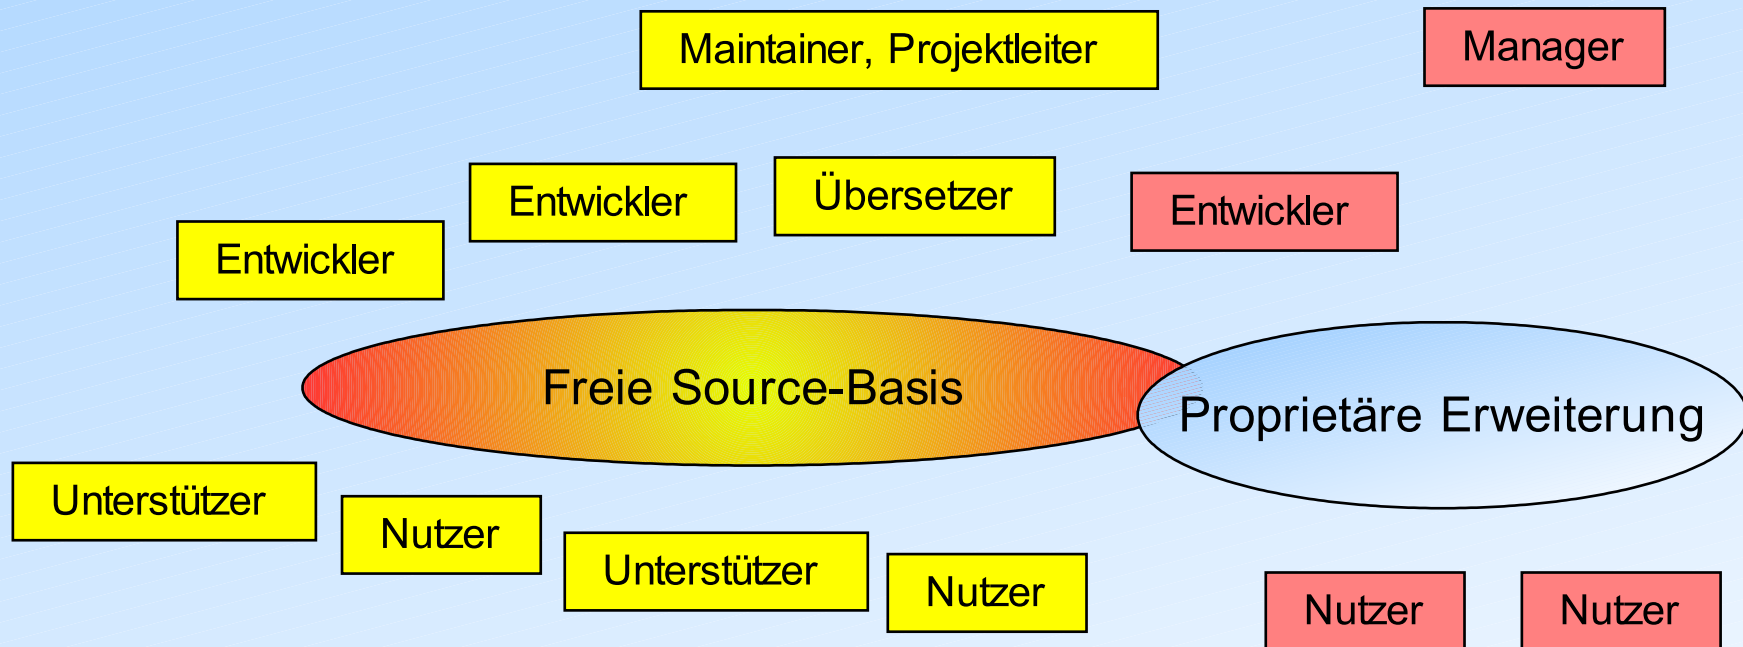 Maintainer, Projektleiter
Manager
Entwickler
Übersetzer
Entwickler
Entwickler
Freie Source-Basis
Proprietäre Erweiterung
Unterstützer
Nutzer
Unterstützer
Nutzer
Nutzer
Nutzer